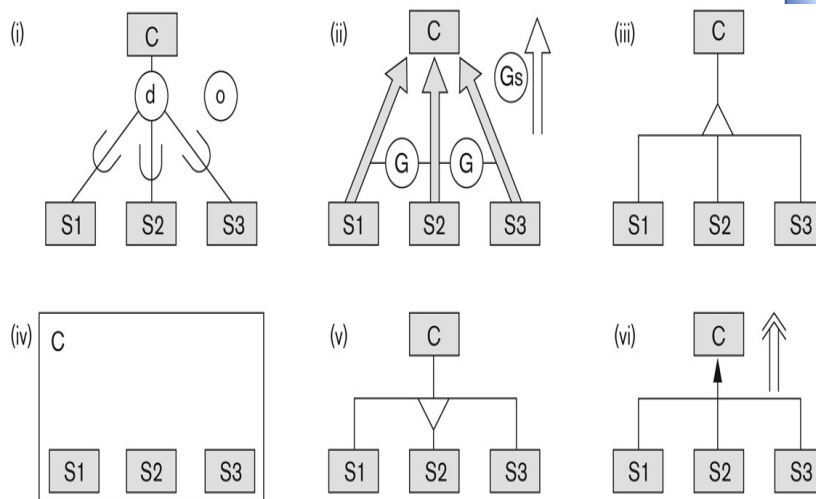 (i)
C
d
o
S1 S2 S3
(ii)
C
Gs
G G
S1 S2 S3
(iii)
C
S1 S2 S3
(iv)
C
S1 S2 S3
(v)
C
S1 S2 S3
(vi)
C
S1 S2 S3